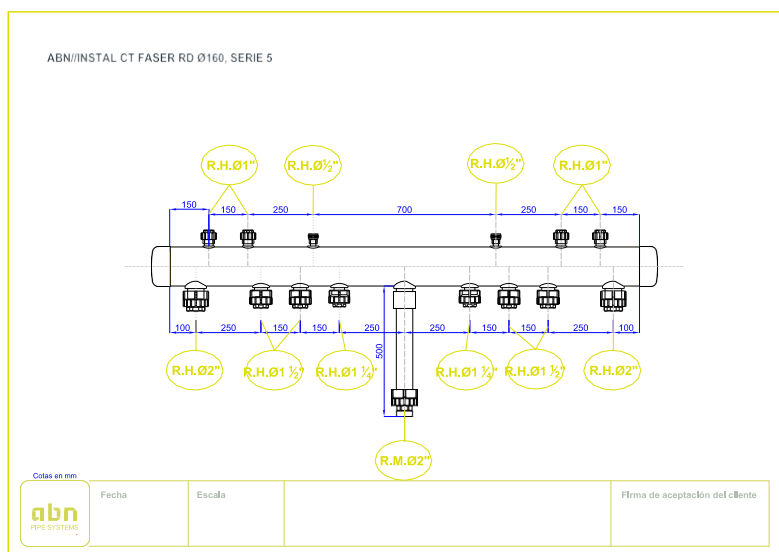 ABN//INSTAL CT FASER RD Ø160, SERIE 5
R.H.Ø1" R.H.Ø½" R.H.Ø½" R.H.Ø1"
150 150 250 700 250 150 150
100 250 150 150 250 250 150 150 250 100
500
R.H.Ø2" R.H.Ø1 ½" R.H.Ø1 ¼" R.H.Ø1 ¼" R.H.Ø1 ½" R.H.Ø2"
R.M.Ø2"
Cotas en mm
abn
PIPE SYSTEMS
Fecha
Escala
Firma de aceptación del cliente